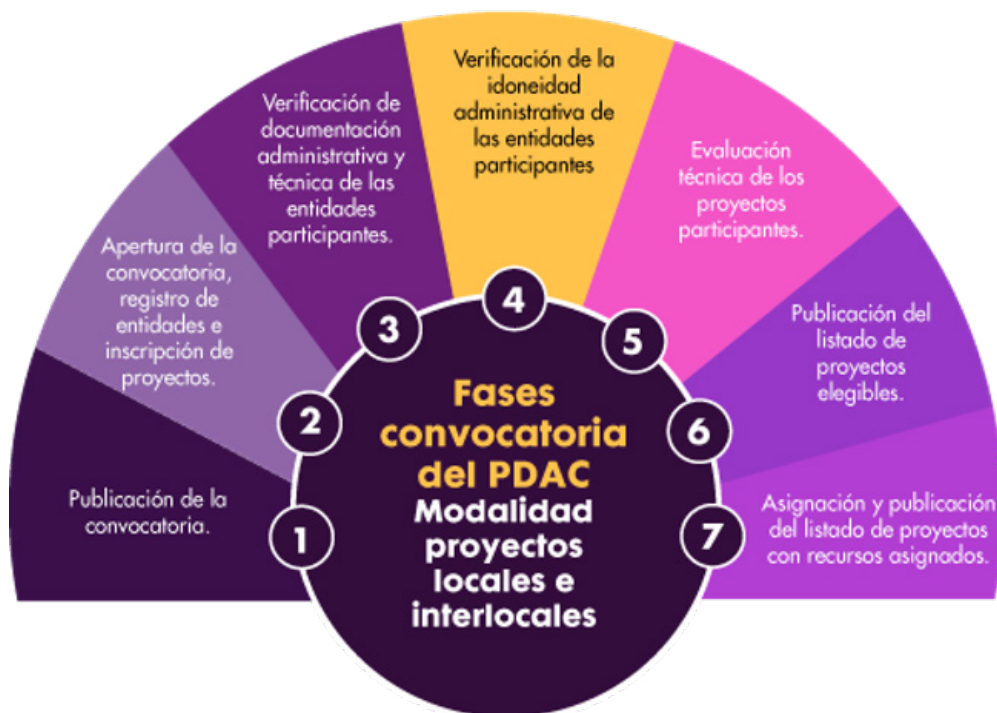 Fases
convocatoria
del PDAC
Modalidad
proyectos
locales e
interlocales
1
Publicación de la
convocatoria.
2
Apertura de la
convocatoria,
registro de
entidades e
inscripción de
proyectos.
3
Verificación de
documentación
administrativa y
técnica de las
entidades
participantes.
4
Verificación de la
idoneidad
administrativa de
las entidades
participantes
5
Evaluación
técnica de los
proyectos
participantes.
6
Publicación del
listado de
proyectos
elegibles.
7
Asignación y publicación
del listado de proyectos
con recursos asignados.